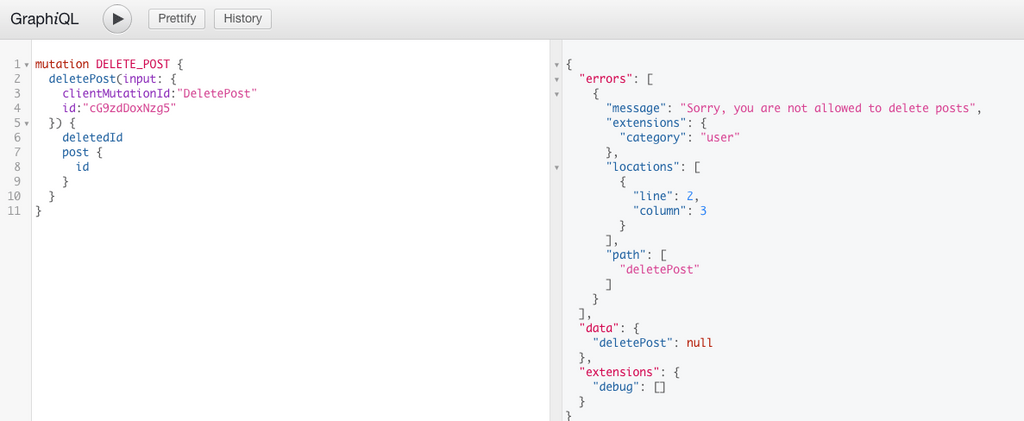 GraphiQL
Prettify
History
1 mutation DELETE_POST {
2 deletePost(input: {
3 clientMutationId:"DeletePost"
4 id:"cG9zdDoxNzg5"
5 }) {
6 deletedId
7 post {
8 id
9 }
10 }
11 }
{
"errors": [
{
"message": "Sorry, you are not allowed to delete posts",
"extensions": {
"category": "user"
},
"locations": [
{
"line": 2,
"column": 3
}
],
"path": [
"deletePost"
]
}
],
"data": {
"deletePost": null
},
"extensions": {
"debug": []
}
}